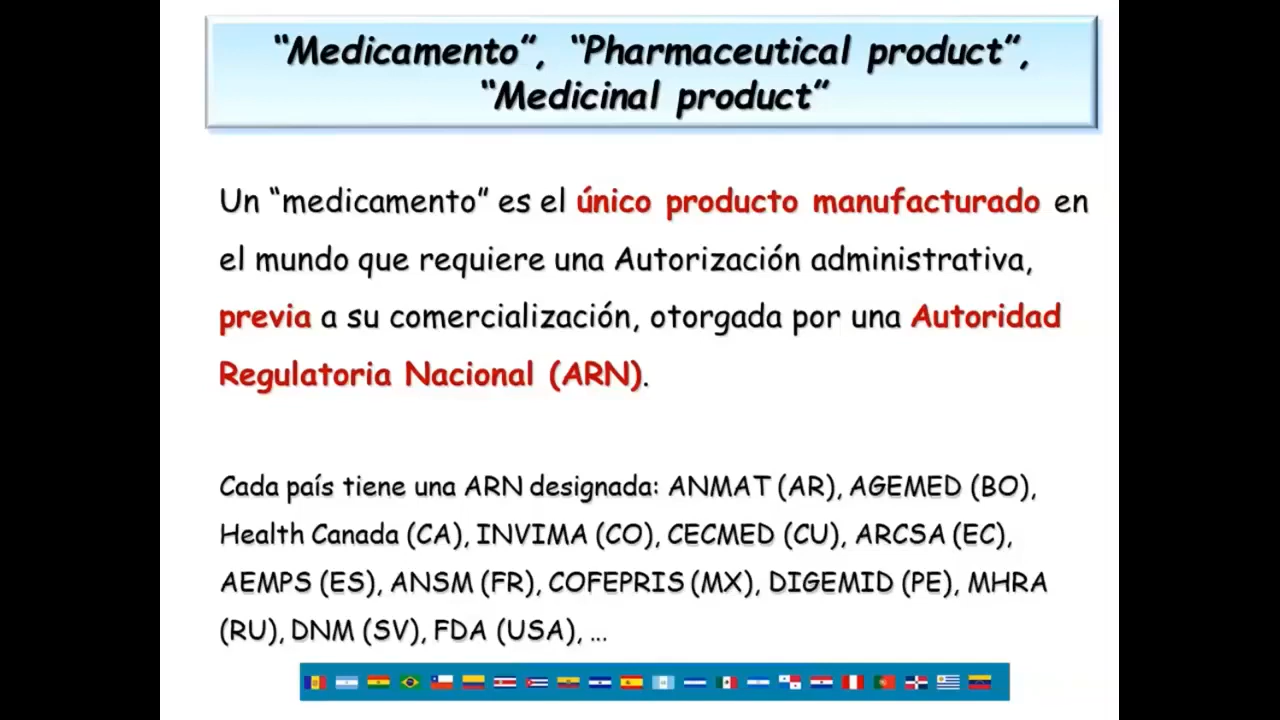 “Medicamento”, “Pharmaceutical product”,
“Medicinal product”
Un “medicamento” es el único producto manufacturado en
el mundo que requiere una Autorización administrativa,
previa a su comercialización, otorgada por una Autoridad
Regulatoria Nacional (ARN).
Cada país tiene una ARN designada: ANMAT (AR), AGEMED (BO),
Health Canada (CA), INVIMA (CO), CECMED (CU), ARCSA (EC),
AEMPS (ES), ANSM (FR), COFEPRIS (MX), DIGEMID (PE), MHRA
(RU), DNM (SV), FDA (USA), ...